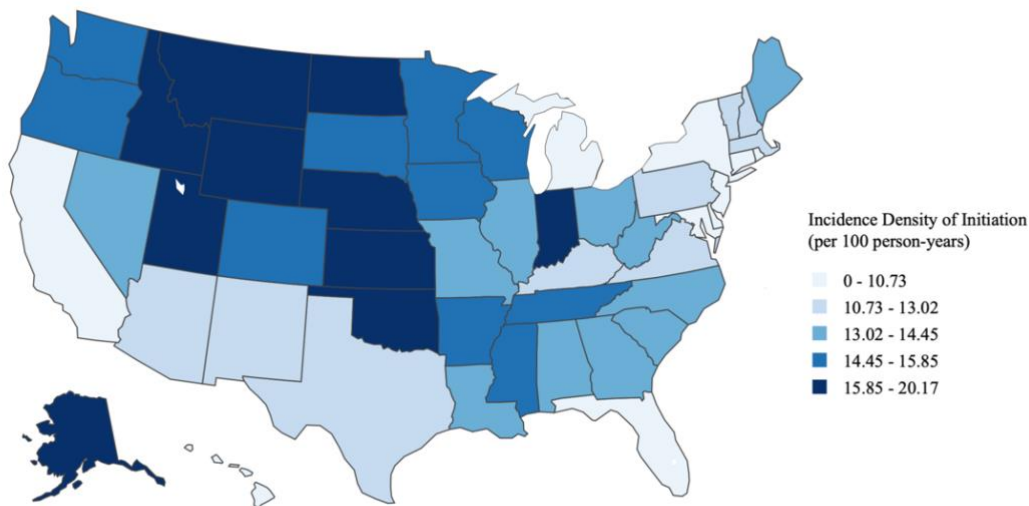 Incidence Density of Initiation
(per 100 person-years)
0 - 10.73
10.73 - 13.02
13.02 - 14.45
14.45 - 15.85
15.85 - 20.17